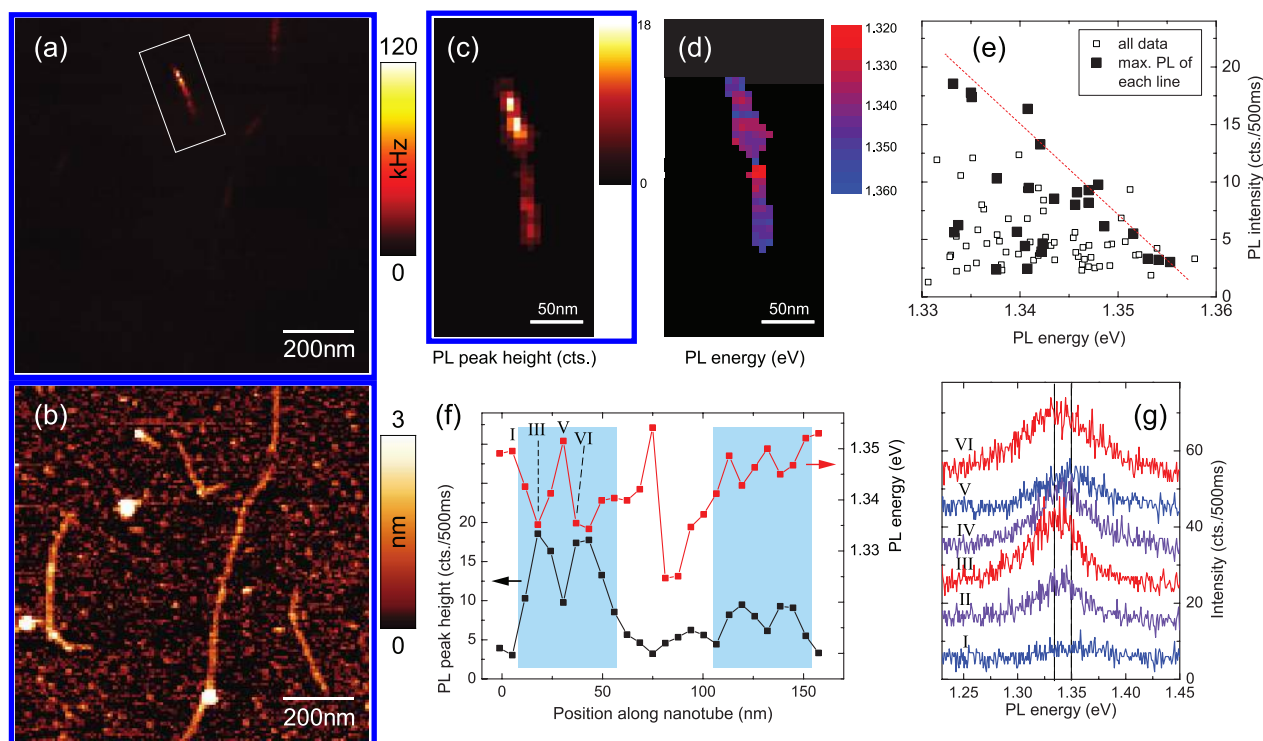 (a)
120
kHz
0
200nm
(b)
3
nm
0
200nm
(c)
18
0
50nm
PL peak height (cts.)
(d)
1.320
1.330
1.340
1.350
1,360
50nm
PL energy (eV)
(e)
all data
max. PL of
each line
20
15
10
5
0
PL intensity (cts./500ms)
1.33 1.34 1.35 1.36
PL energy (eV)
(f)
I III V VI
PL peak height (cts./500ms)
20
15
10
5
0
1.35
1.34
1.33
PL energy (eV)
0 50 100 150
Position along nanotube (nm)
(g)
VI
V
IV
III
II
I
60
40
20
0
Intensity (cts./500ms)
1.25 1.30 1.35 1.40 1.45
PL energy (eV)